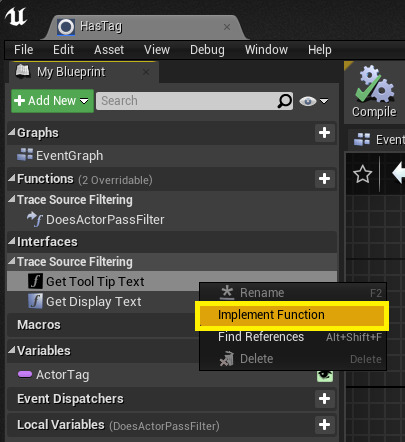 HasTag
File Edit Asset View Debug Window Help
My Blueprint
Add New Search
Compile
Graphs
EventGraph
Functions (2 Overridable)
Trace Source Filtering
DoesActorPassFilter
Interfaces
Trace Source Filtering
Get Tool Tip Text
Get Display Text
Macros
Variables
ActorTag
Event Dispatchers
Local Variables (DoesActorPassFilter)
Event
Rename F2
Implement Function
Find References Alt+Shift+F
Delete Delete